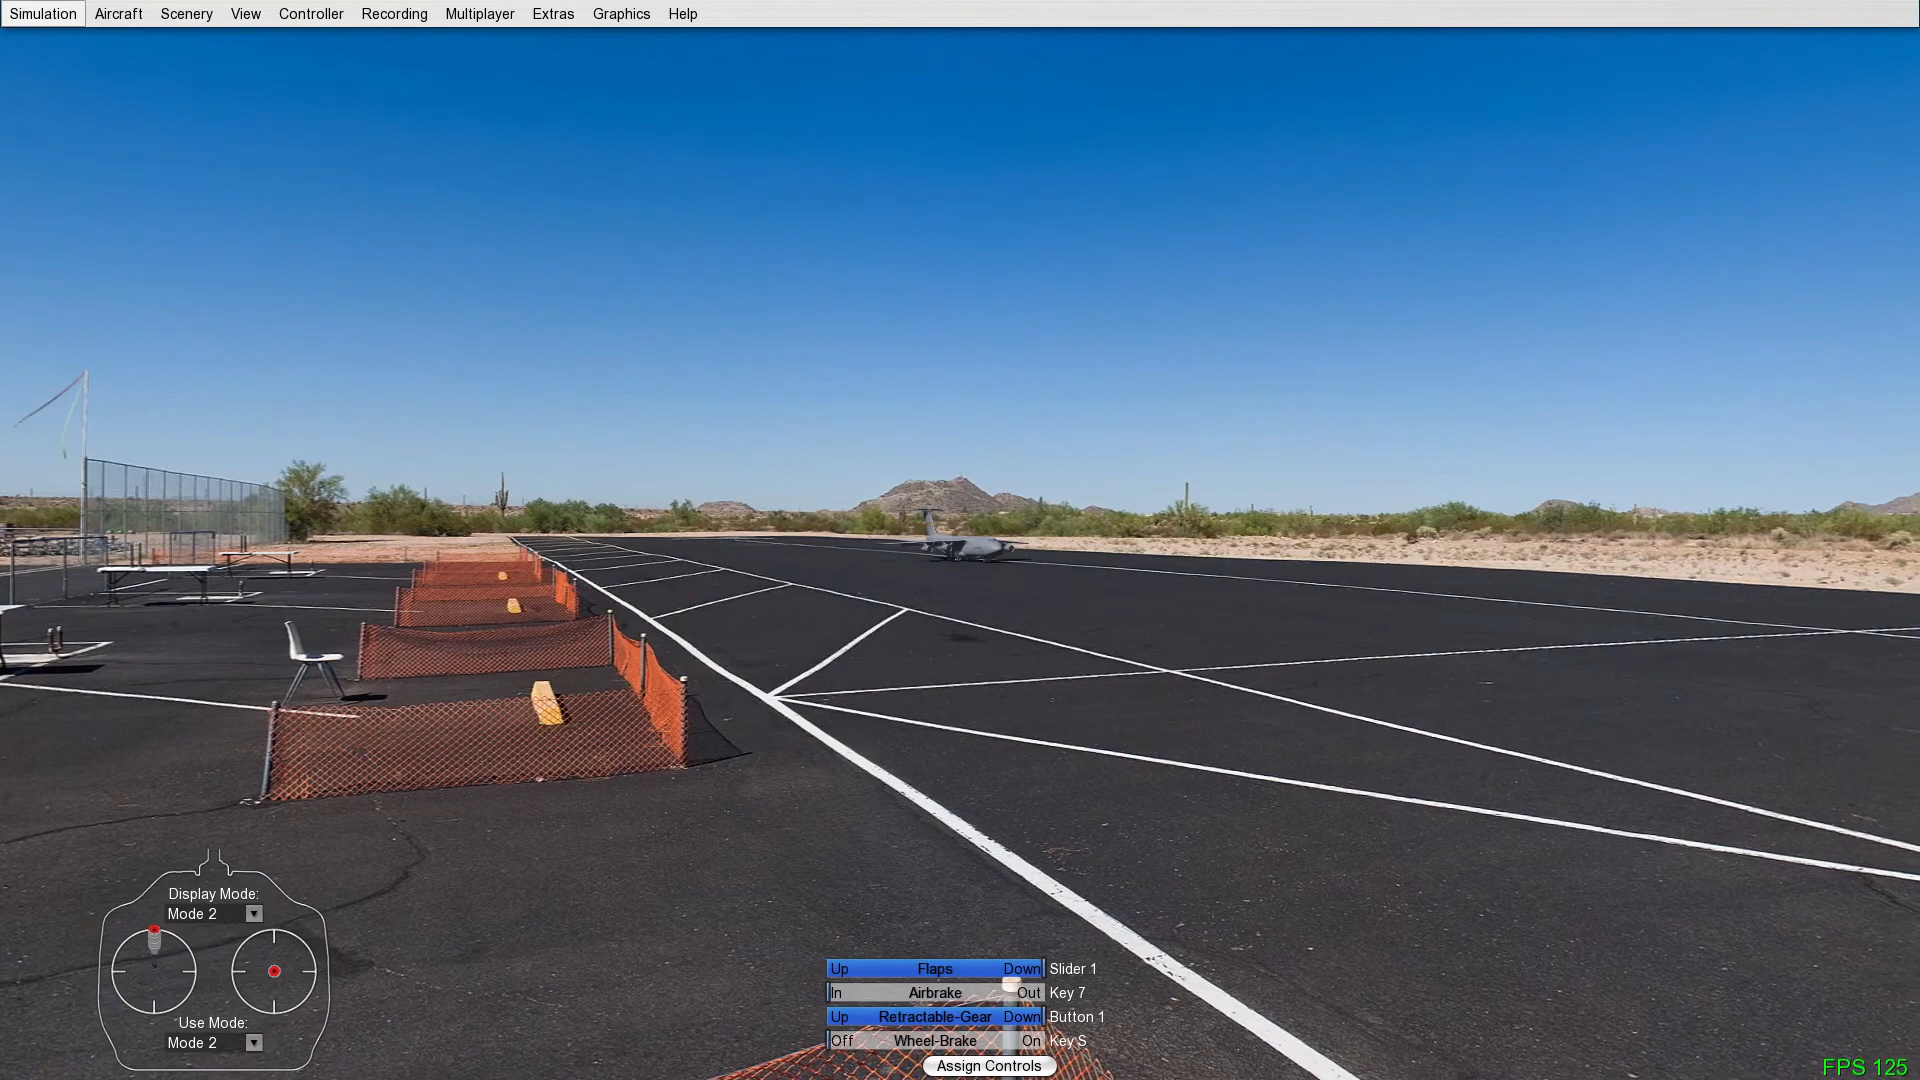 Simulation Aircraft Scenery View Controller Recording Multiplayer Extras Graphics Help
Display Mode:
Mode 2
Use Mode:
Mode 2
Up Flaps Down Slider 1
In Airbrake Out Key 7
Up Retractable-Gear Down Button 1
Off Wheel-Brake On Key S
Assign Controls
FPS 125